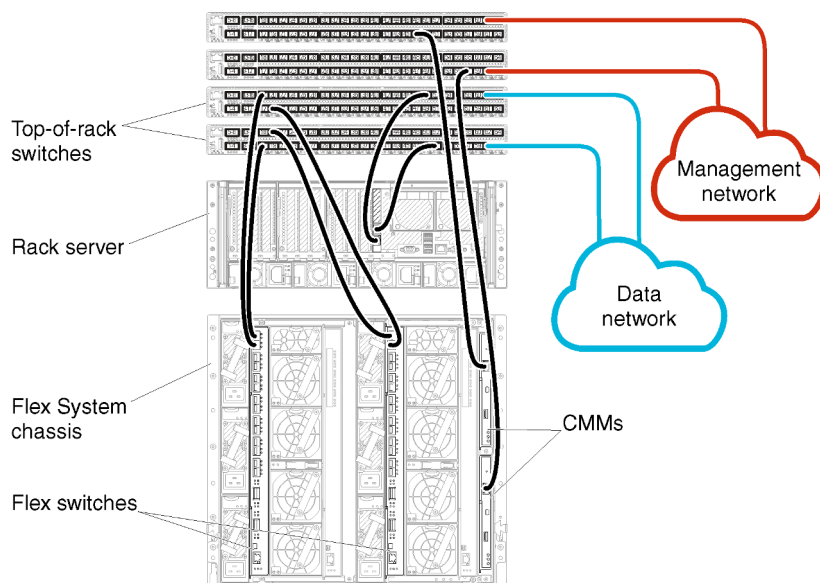 Top-of-rack
switches
Management
network
Rack server
Data
network
Flex System
chassis
CMMs
Flex switches